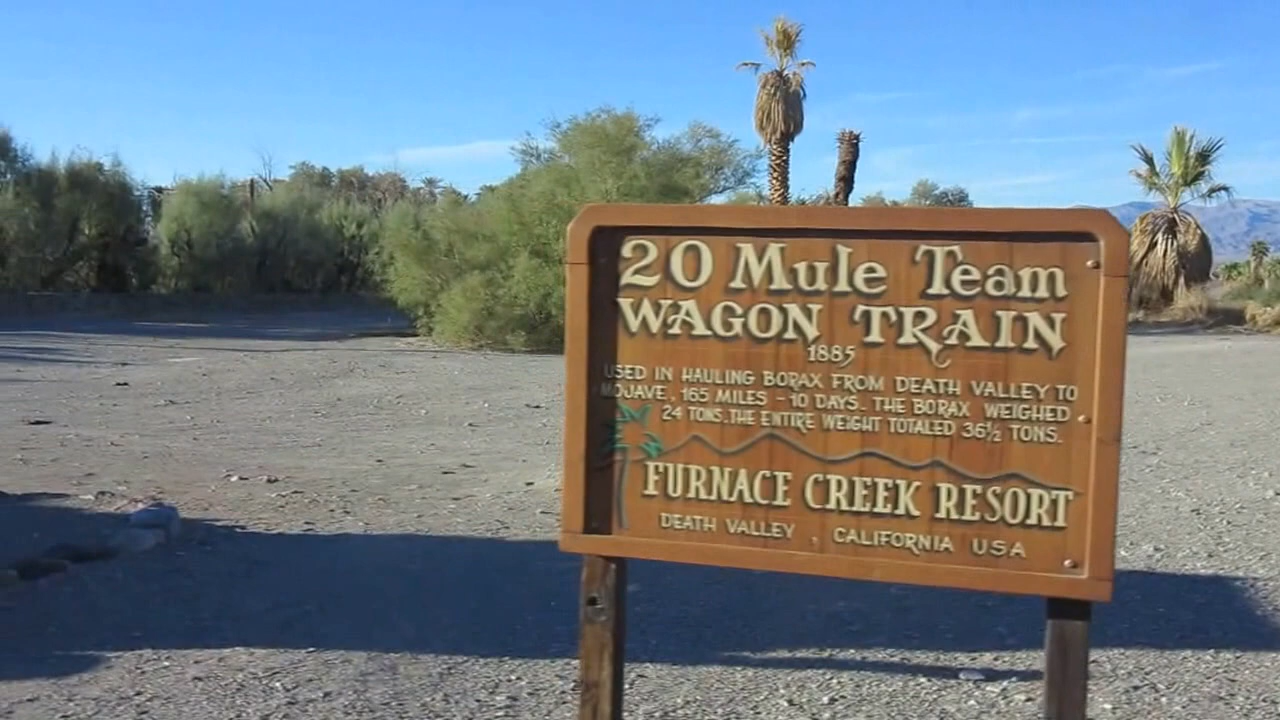 20 Mule Team
WAGON TRAIN
1885
USED IN HAULING BORAX FROM DEATH VALLEY TO
MOJAVE, 165 MILES - 10 DAYS. THE BORAX WEIGHED
24 TONS. THE ENTIRE WEIGHT TOTALED 36½ TONS.
FURNACE CREEK RESORT
DEATH VALLEY , CALIFORNIA USA